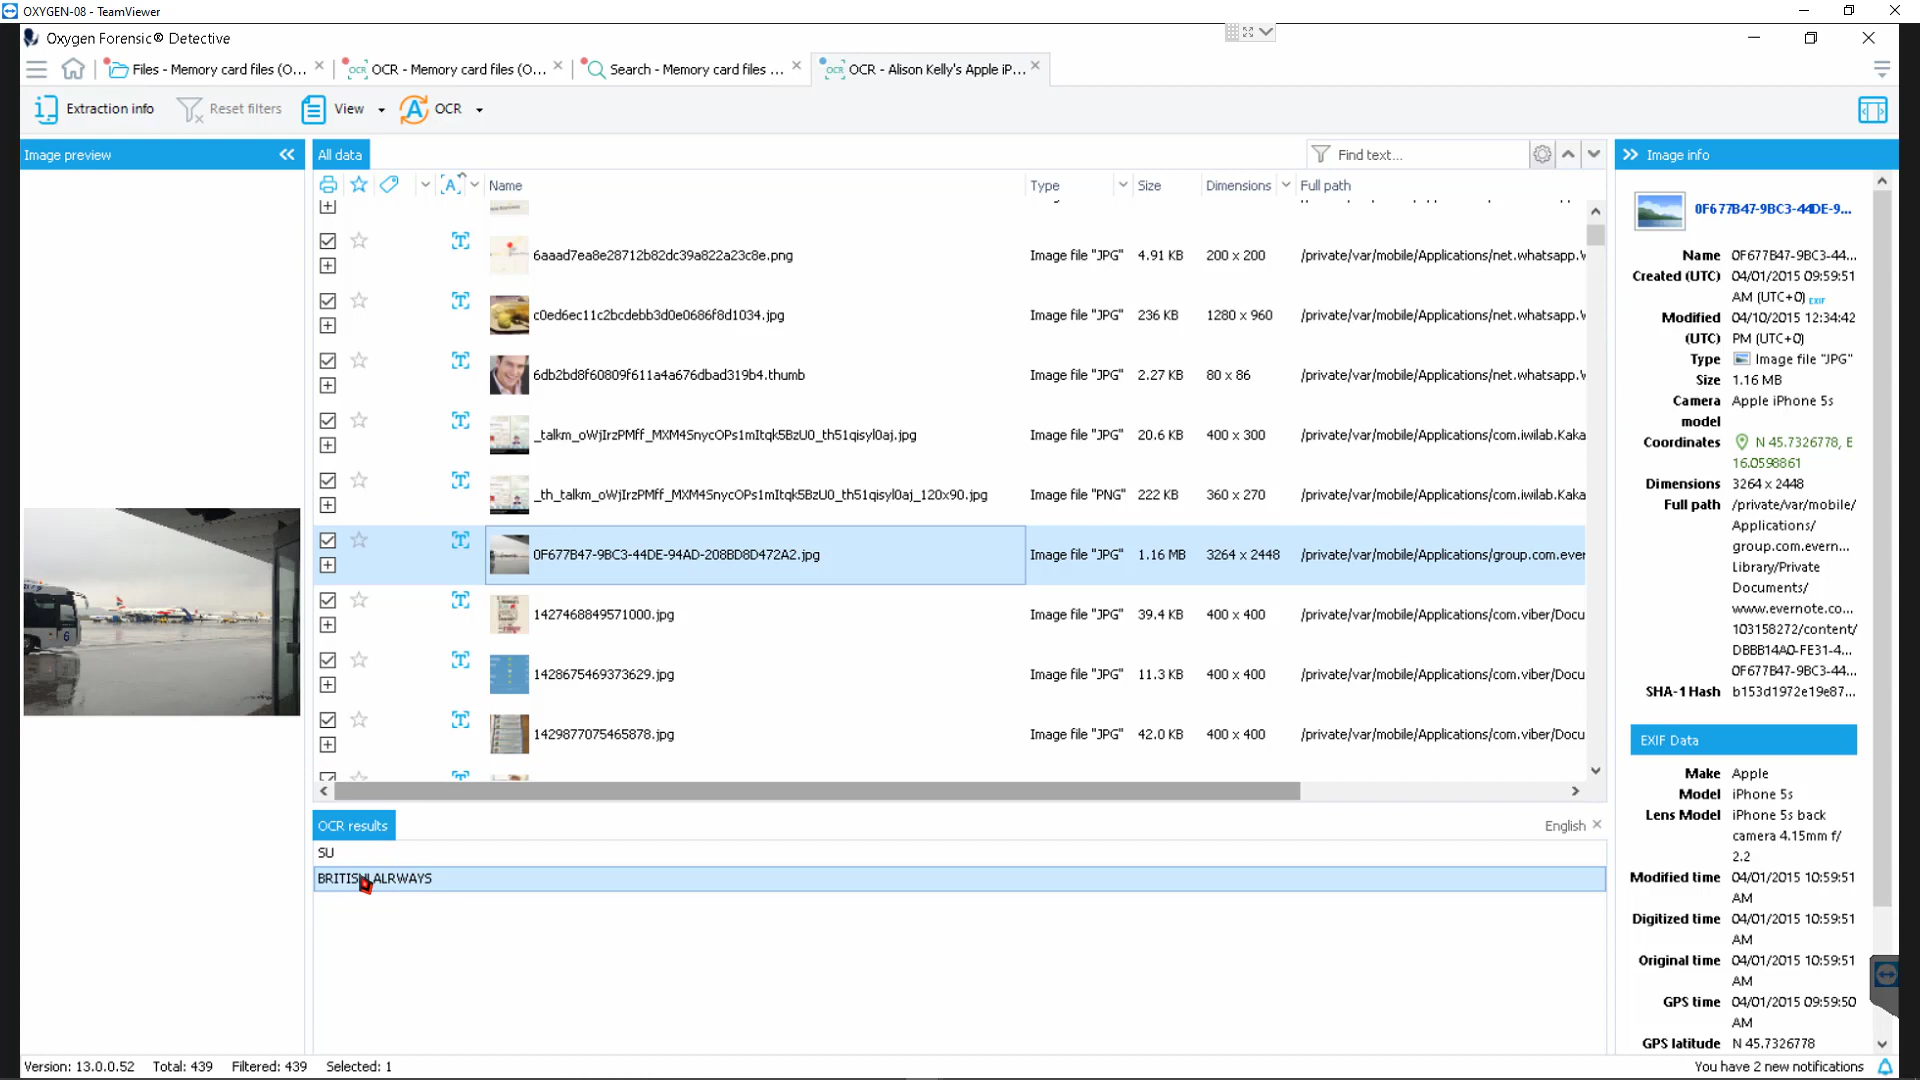 OXYGEN-08 - TeamViewer
Oxygen Forensic® Detective
Files - Memory card files (O...
OCR - Memory card files (O...
Search - Memory card files ...
OCR - Alison Kelly's Apple iP...
Extraction info
Reset filters
View
OCR
Image preview
All data
Find text...
Image info
Name
Type
Size
Dimensions
Full path
6aaad7ea8e28712b82dc39a822a23c8e.png Image file "JPG" 4.91 KB 200 x 200 /private/var/mobile/Applications/net.whatsapp.W
c0ed6ec11c2bcdebb3d0e0686f8d1034.jpg Image file "JPG" 236 KB 1280 x 960 /private/var/mobile/Applications/net.whatsapp.W
6db2bd8f60809f611a4a676dbad319b4.thumb Image file "JPG" 2.27 KB 80 x 86 /private/var/mobile/Applications/net.whatsapp.W
_talkm_oWjIrzPMff_MXM4SnycOPs1mItqk5BzU0_th51qisyl0aj.jpg Image file "JPG" 20.6 KB 400 x 300 /private/var/mobile/Applications/com.iwilab.Kaka
_th_talkm_oWjIrzPMff_MXM4SnycOPs1mItqk5BzU0_th51qisyl0aj_120x90.jpg Image file "PNG" 222 KB 360 x 270 /private/var/mobile/Applications/com.iwilab.Kaka
0F677B47-9BC3-44DE-94AD-208BD8D472A2.jpg Image file "JPG" 1.16 MB 3264 x 2448 /private/var/mobile/Applications/group.com.ever
1427468849571000.jpg Image file "JPG" 39.4 KB 400 x 400 /private/var/mobile/Applications/com.viber/Docu
1428675469373629.jpg Image file "JPG" 11.3 KB 400 x 400 /private/var/mobile/Applications/com.viber/Docu
1429877075465878.jpg Image file "JPG" 42.0 KB 400 x 400 /private/var/mobile/Applications/com.viber/Docu
OCR results
English
SU
BRITISH ALRWAYS
0F677B47-9BC3-44DE-9...
Name 0F677B47-9BC3-44...
Created (UTC) 04/01/2015 09:59:51
AM (UTC+0) EXIF
Modified 04/10/2015 12:34:42
(UTC) PM (UTC+0)
Type Image file "JPG"
Size 1.16 MB
Camera Apple iPhone 5s
model
Coordinates N 45.7326778, E
16.0598861
Dimensions 3264 x 2448
Full path /private/var/mobile/
Applications/
group.com.evern...
Library/Private
Documents/
www.evernote.co...
103158272/content/
DBBB14A0-FE31-4...
0F677B47-9BC3-44...
SHA-1 Hash b153d1972e19e87...
EXIF Data
Make Apple
Model iPhone 5s
Lens Model iPhone 5s back
camera 4.15mm f/
2.2
Modified time 04/01/2015 10:59:51
AM
Digitized time 04/01/2015 10:59:51
AM
Original time 04/01/2015 10:59:51
AM
GPS time 04/01/2015 09:59:50
AM
GPS latitude N 45.7326778
Version: 13.0.0.52 Total: 439 Filtered: 439 Selected: 1
You have 2 new notifications